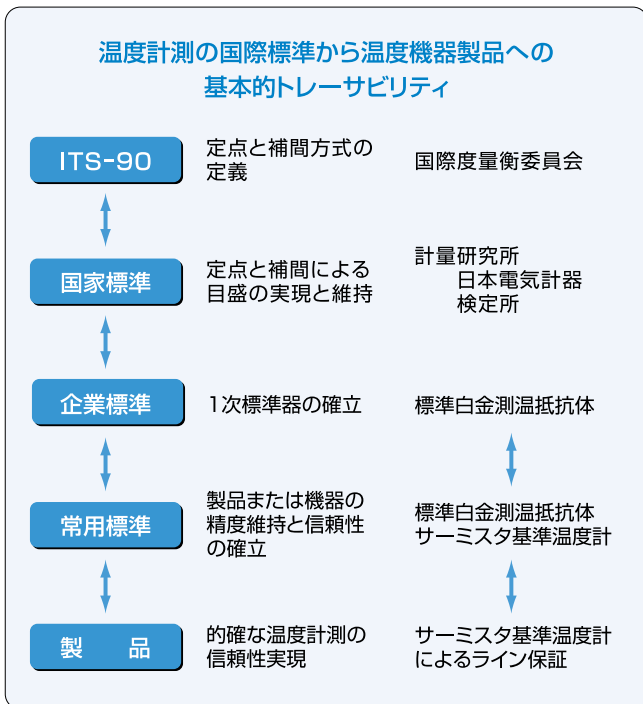 温度計測の国際標準から温度機器製品への
基本的トレーサビリティ
ITS-90
定点と補間方式の
定義
国際度量衡委員会
国家標準
定点と補間による
目盛の実現と維持
計量研究所
日本電気計器
検定所
企業標準
1次標準器の確立
標準白金測温抵抗体
常用標準
製品または機器の
精度維持と信頼性
の確立
標準白金測温抵抗体
サーミスタ基準温度計
製　品
的確な温度計測の
信頼性実現
サーミスタ基準温度計
によるライン保証